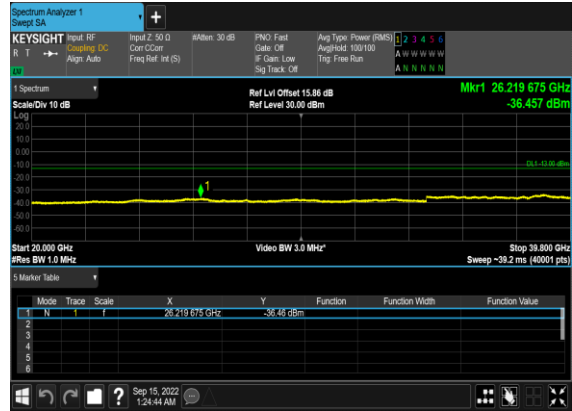 Spectrum Analyzer 1
Swept SA
+
KEYSIGHT Input: RF Input Z: 50 Ω #Atten: 30 dB PNO: Fast Avg Type: Power (RMS) 1 2 3 4 5 6
R T Coupling: DC Corr CCorr Gate: Off Avg|Hold: 100/100 A W W W W W
Align: Auto Freq Ref: Int (S) IF Gain: Low Trig: Free Run
Sig Track: Off A N N N N N
1 Spectrum Ref Lvl Offset 15.86 dB Mkr1 26.219 675 GHz
Scale/Div 10 dB Ref Level 30.00 dBm -36.457 dBm
Log
20.0
10.0
0.00
-10.0
DL1 -13.00 dBm
-20.0
1
-30.0
-40.0
-50.0
-60.0
Start 20.000 GHz Video BW 3.0 MHz* Stop 39.800 GHz
#Res BW 1.0 MHz Sweep ~39.2 ms (40001 pts)
5 Marker Table
Mode Trace Scale X Y Function Function Width Function Value
1 N 1 f 26.219 675 GHz -36.46 dBm
2
3
4
5
6
? Sep 15, 2022
1:24:44 AM